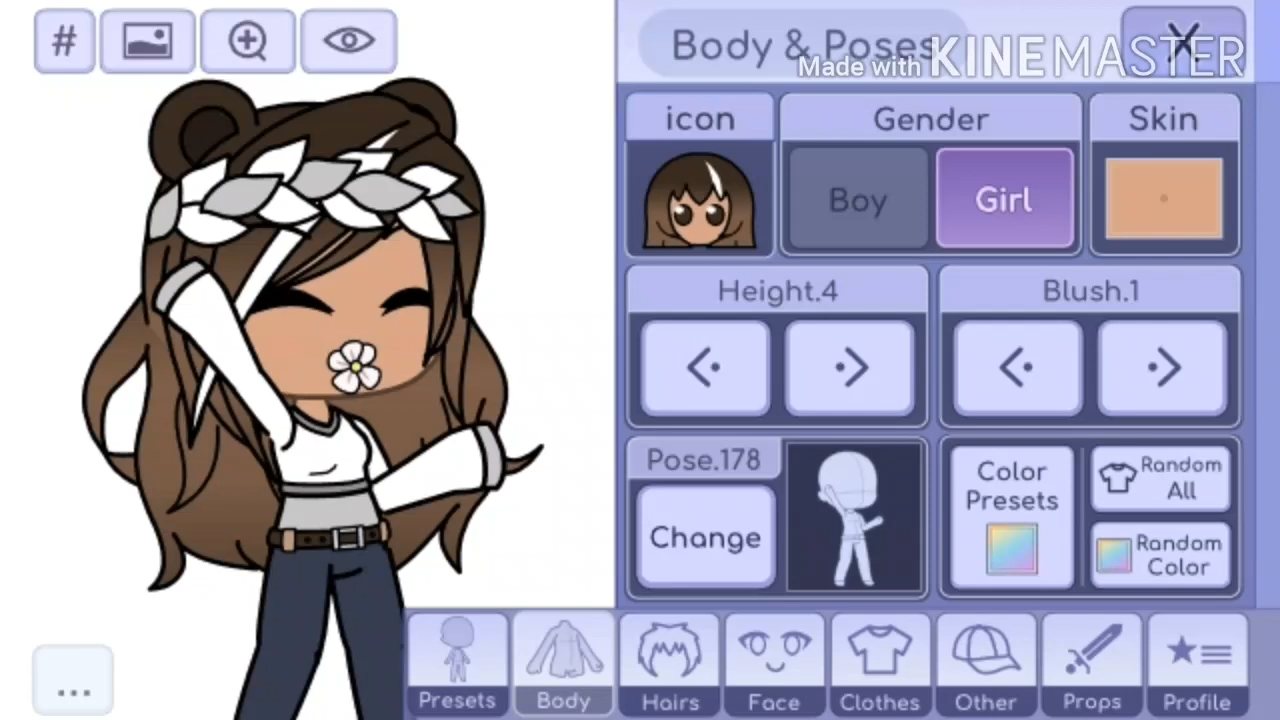 #
Body & Poses
Made with KINEMASTER
icon
Gender
Skin
Boy
Girl
Height.4
Blush.1
Pose.178
Change
Color
Presets
Random
All
Random
Color
...
Presets
Body
Hairs
Face
Clothes
Other
Props
Profile